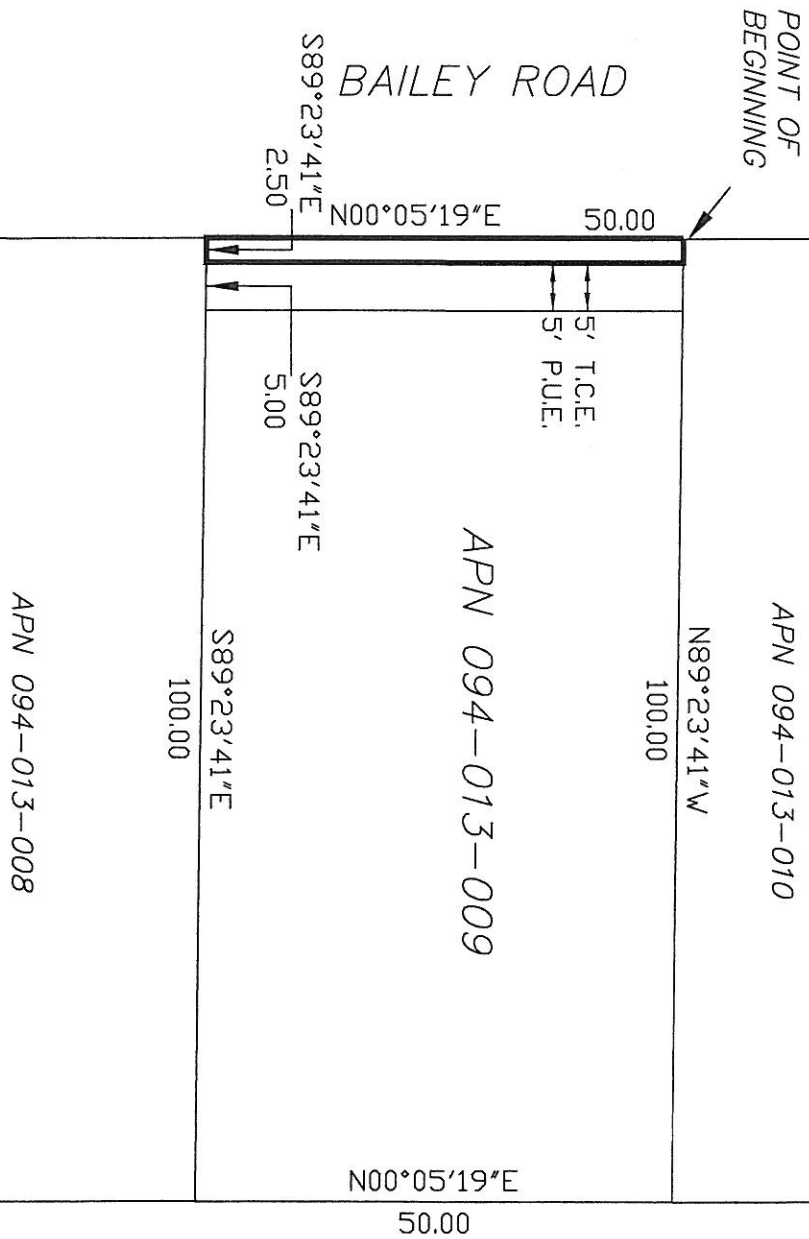 POINT OF
BEGINNING
BAILEY ROAD
S89°23'41"E
2.50
N00°05'19"E
50.00
5' T.C.E.
5' P.U.E.
S89°23'41"E
5.00
APN 094-013-010
N89°23'41"W
100.00
APN 094-013-009
S89°23'41"E
100.00
APN 094-013-008
N00°05'19"E
50.00